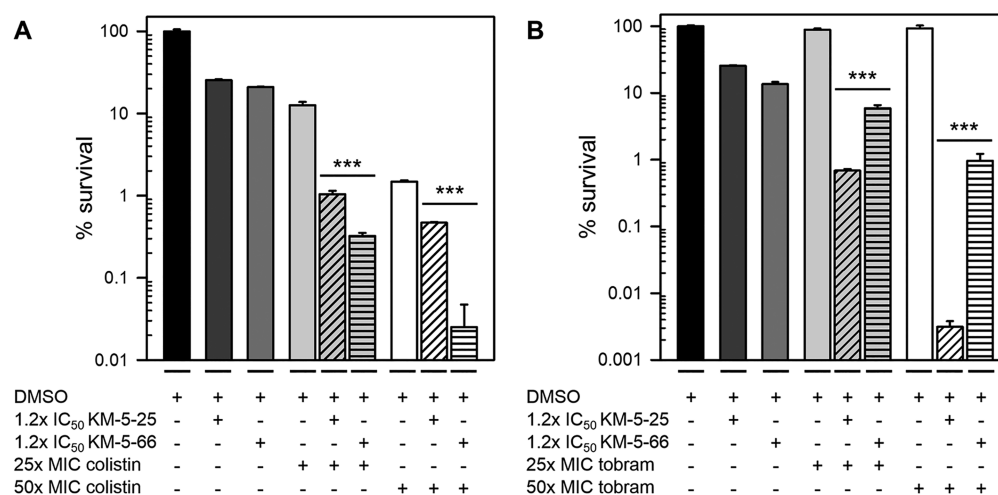 A
B
% survival
100
10
1
0.1
0.01
***
***
% survival
100
10
1
0.1
0.01
0.001
***
***
DMSO + + + + + + + + +
1.2x IC50 KM-5-25 - + - - + - - + -
1.2x IC50 KM-5-66 - - + - - + - - +
25x MIC colistin - - - + + + - - -
50x MIC colistin - - - - - - + + +
DMSO + + + + + + + + +
1.2x IC50 KM-5-25 - + - - + - - + -
1.2x IC50 KM-5-66 - - + - - + - - +
25x MIC tobram - - - + + + - - -
50x MIC tobram - - - - - - + + +